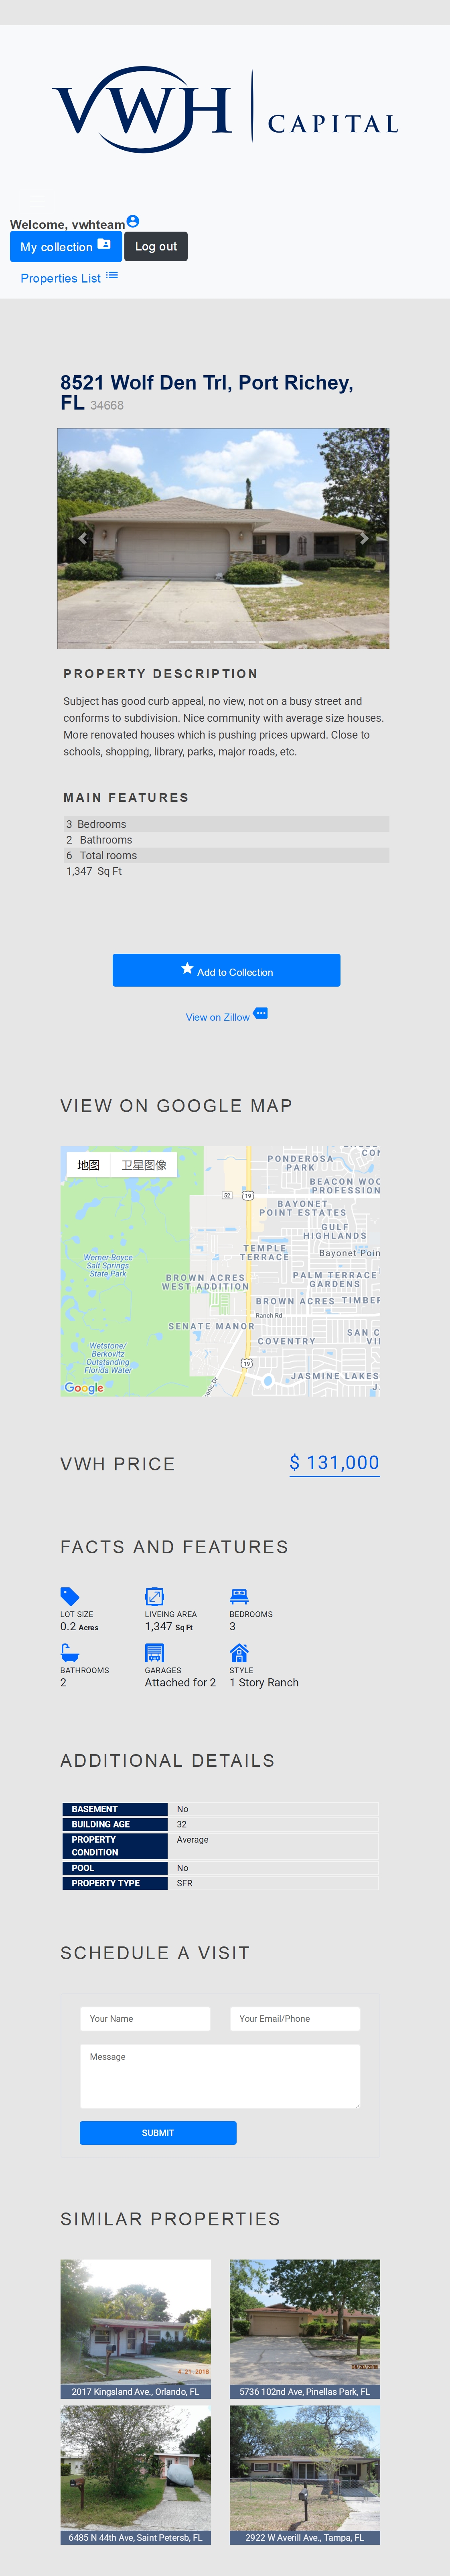 VWH | CAPITAL
Welcome, vwhteam
My collection
Log out
Properties List
8521 Wolf Den Trl, Port Richey,
FL 34668
PROPERTY DESCRIPTION
Subject has good curb appeal, no view, not on a busy street and
conforms to subdivision. Nice community with average size houses.
More renovated houses which is pushing prices upward. Close to
schools, shopping, library, parks, major roads, etc.
MAIN FEATURES
3 Bedrooms
2 Bathrooms
6 Total rooms
1,347 Sq Ft
Add to Collection
View on Zillow
VIEW ON GOOGLE MAP
地图 卫星图像
PONDEROSA
PARK
BEACON WOO
PROFESSION
52
19
BAYONET
POINT ESTATES
GULF
HIGHLANDS
TEMPLE
TERRACE
Bayonet Poin
Werner-Boyce
Salt Springs
State Park
BROWN ACRES
WEST ADDITION
PALM TERRACE
GARDENS
BROWN ACRES
TIMBER
Ranch Rd
SENATE MANOR
COVENTRY
SAN C
Wetstone/
Berkovitz
Outstanding
Florida Water
19
JASMINE LAKES
Google
VWH PRICE
$ 131,000
FACTS AND FEATURES
LOT SIZE
0.2 Acres
LIVEING AREA
1,347 Sq Ft
BEDROOMS
3
BATHROOMS
2
GARAGES
Attached for 2
STYLE
1 Story Ranch
ADDITIONAL DETAILS
BASEMENT No
BUILDING AGE 32
PROPERTY
CONDITION
Average
POOL No
PROPERTY TYPE SFR
SCHEDULE A VISIT
Your Name
Your Email/Phone
Message
SUBMIT
SIMILAR PROPERTIES
4 21 2018
2017 Kingsland Ave., Orlando, FL
04/20/2018
5736 102nd Ave, Pinellas Park, FL
6485 N 44th Ave, Saint Petersb, FL
2922 W Averill Ave., Tampa, FL